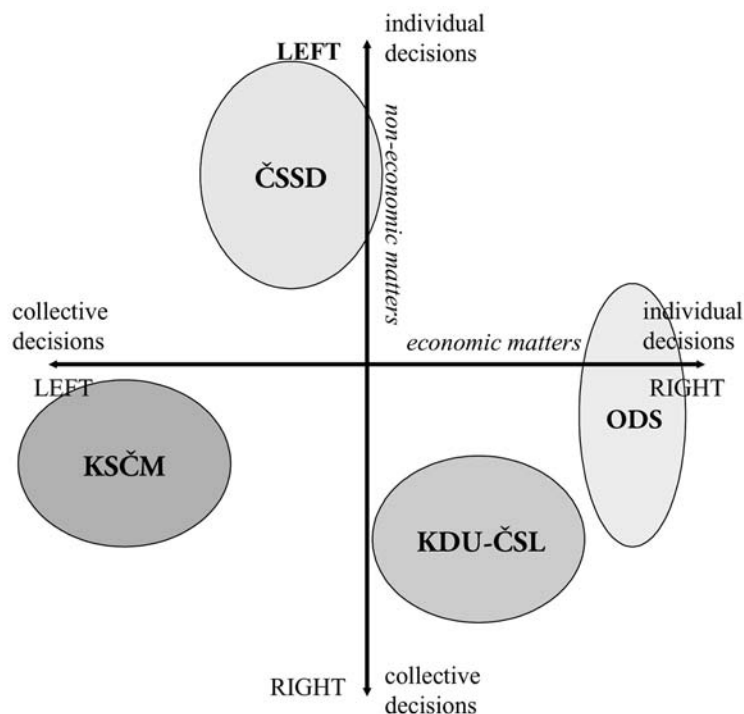 individual
LEFT
decisions
non-economic matters
ČSSD
collective
decisions
individual
decisions
economic matters
LEFT
RIGHT
ODS
KSČM
KDU-ČSL
RIGHT
collective
decisions